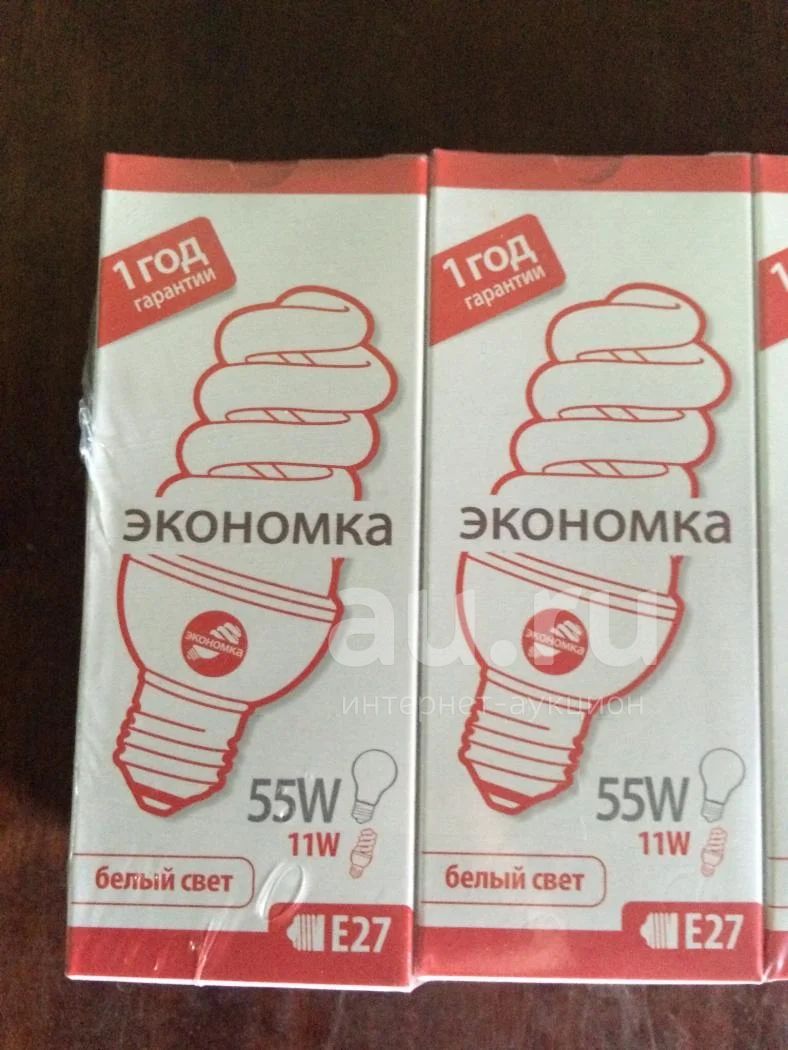 1 ГОД
гарантии
ЭКОНОМКА
ЭКОНОМКА
55W
11W
белый свет
E27
1 ГОД
гарантии
ЭКОНОМКА
ЭКОНОМКА
55W
11W
белый свет
E27
1
au.ru
интернет-аукцион